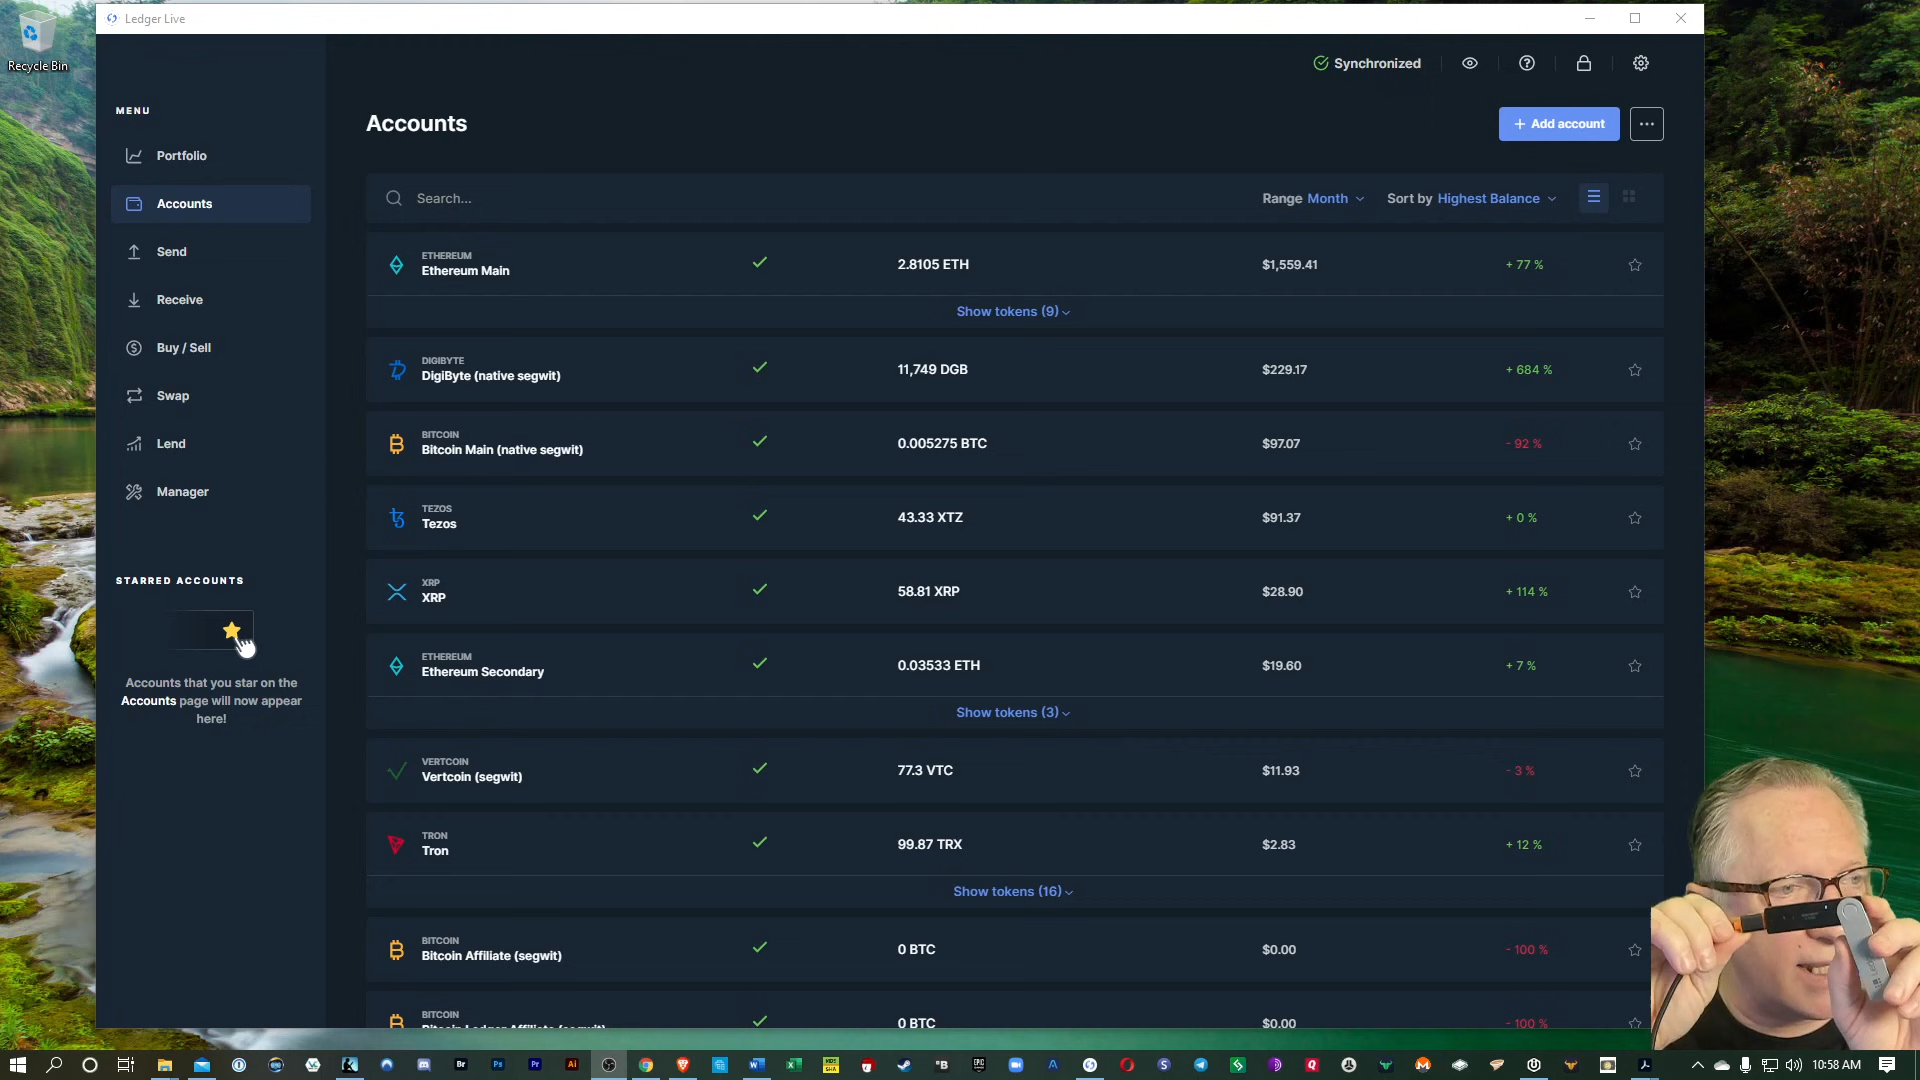 Ledger Live
Recycle Bin
Synchronized
MENU
Portfolio
Accounts
Send
Receive
Buy / Sell
Swap
Lend
Manager
STARRED ACCOUNTS
Accounts that you star on the
Accounts page will now appear
here!
Accounts
+ Add account
Search...
Range Month
Sort by Highest Balance
ETHEREUM
Ethereum Main
2.8105 ETH
$1,559.41
+ 77 %
Show tokens (9)
DIGIBYTE
DigiByte (native segwit)
11,749 DGB
$229.17
+ 684 %
BITCOIN
Bitcoin Main (native segwit)
0.005275 BTC
$97.07
- 92 %
TEZOS
Tezos
43.33 XTZ
$91.37
+ 0 %
XRP
XRP
58.81 XRP
$28.90
+ 114 %
ETHEREUM
Ethereum Secondary
0.03533 ETH
$19.60
+ 7 %
Show tokens (3)
VERTCOIN
Vertcoin (segwit)
77.3 VTC
$11.93
- 3 %
TRON
Tron
99.87 TRX
$2.83
+ 12 %
Show tokens (16)
BITCOIN
Bitcoin Affiliate (segwit)
0 BTC
$0.00
- 100 %
BITCOIN
Bitcoin Ledger Affiliate (segwit)
0 BTC
$0.00
- 100 %
10:58 AM